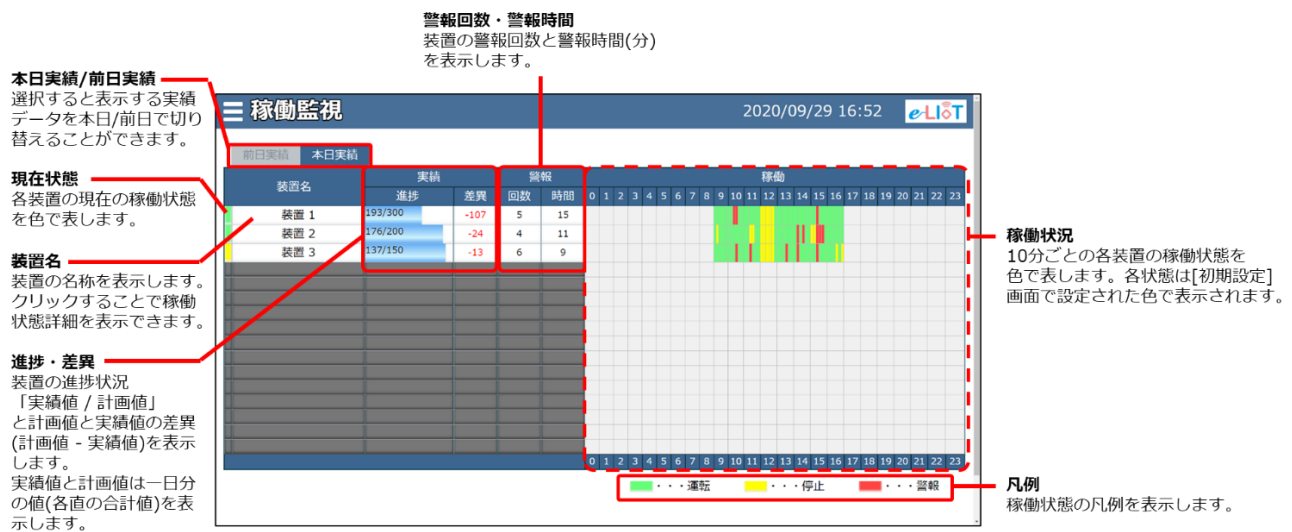 警報回数・警報時間
装置の警報回数と警報時間(分)
を表示します。
本日実績/前日実績
選択すると表示する実績
データを本日/前日で切り
替えることができます。
現在状態
各装置の現在の稼働状態
を色で表します。
装置名
装置の名称を表示します。
クリックすることで稼働
状態詳細を表示できます。
進捗・差異
装置の進捗状況
「実績値 / 計画値」
と計画値と実績値の差異
(計画値 - 実績値)を表示
します。
実績値と計画値は一日分
の値(各直の合計値)を表
示します。
稼働監視 2020/09/29 16:52 e-LIoT
前日実績 本日実績
装置名 実績 警報 稼働
進捗 差異 回数 時間 0 1 2 3 4 5 6 7 8 9 10 11 12 13 14 15 16 17 18 19 20 21 22 23
装置 1 193/300 -107 5 15
装置 2 176/200 -24 4 11
装置 3 137/150 -13 6 9
0 1 2 3 4 5 6 7 8 9 10 11 12 13 14 15 16 17 18 19 20 21 22 23
・・・運転 ・・・停止 ・・・警報
稼働状況
10分ごとの各装置の稼働状態を
色で表します。各状態は[初期設定]
画面で設定された色で表示されます。
凡例
稼働状態の凡例を表示します。